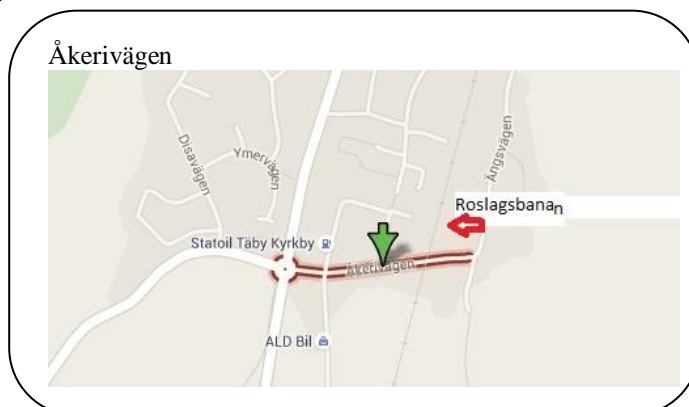 Åkerivägen
Disavägen
Ymervägen
Ängsvägen
Roslagsbanan
Statoil Täby Kyrkby
Åkerivägen
ALD Bil